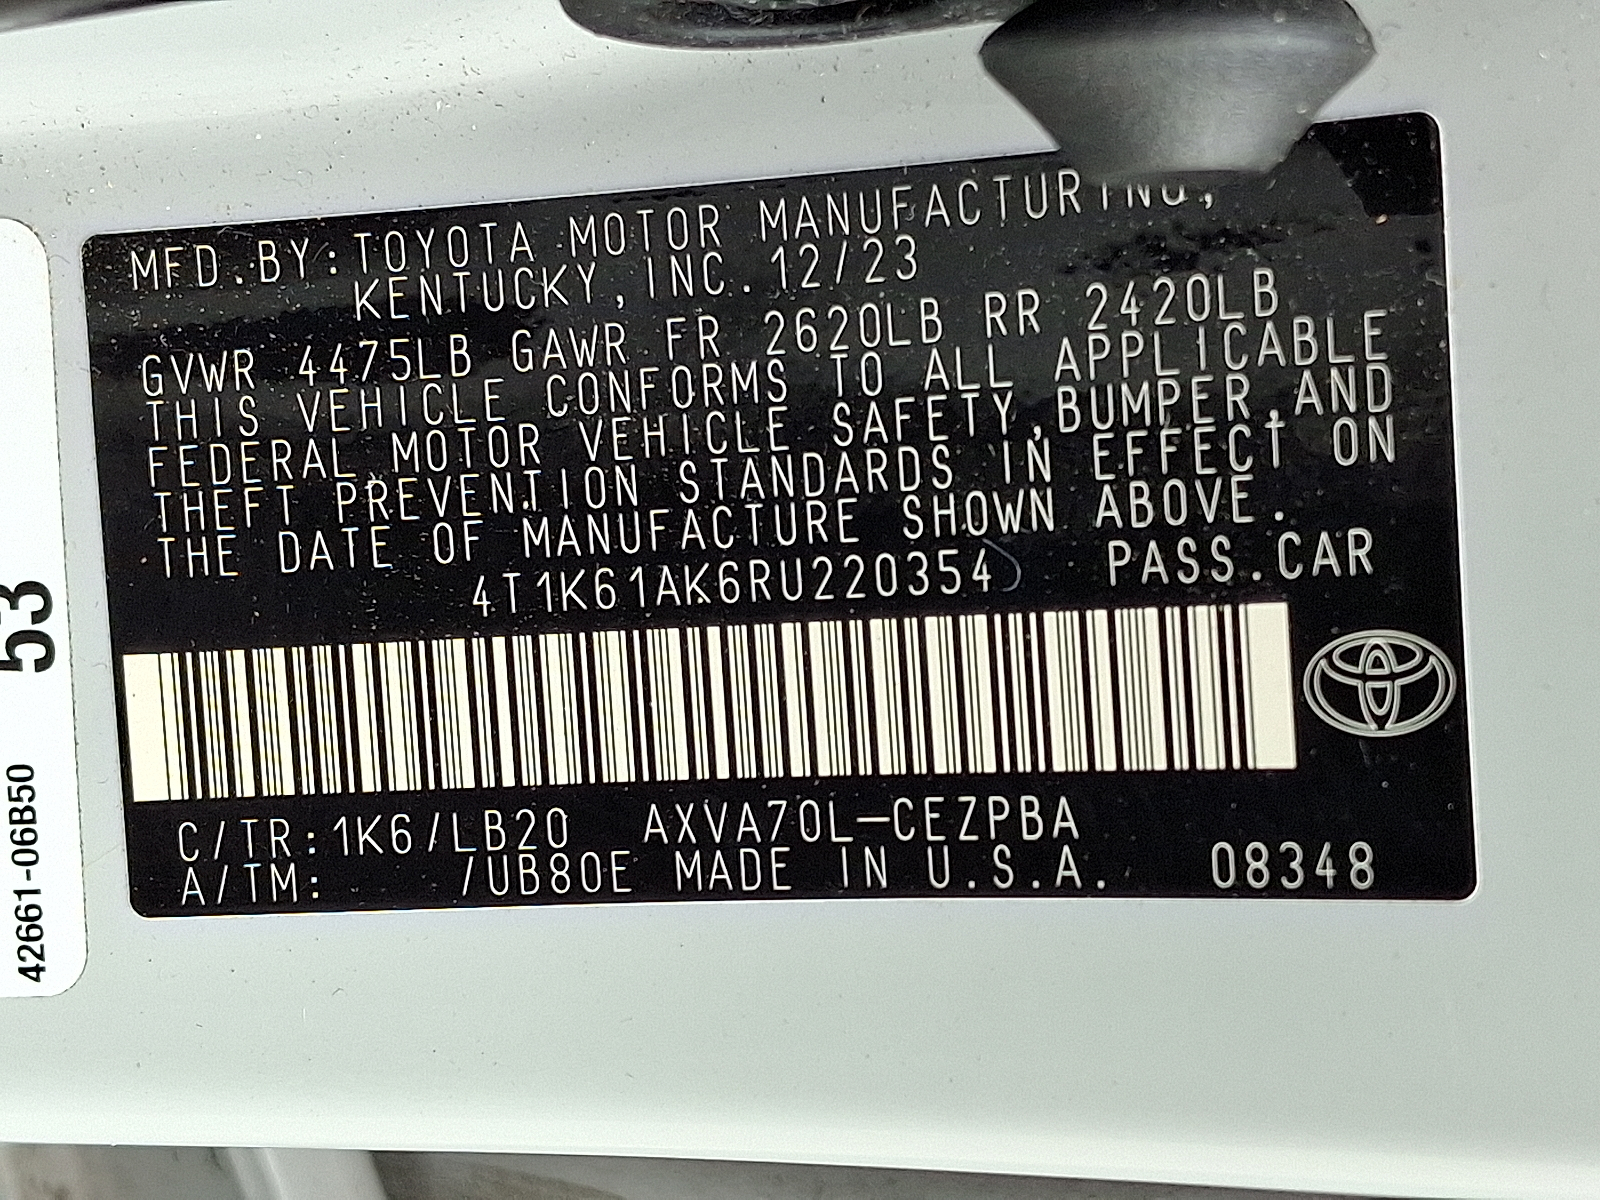 MFD.BY:TOYOTA MOTOR MANUFACTURING,
KENTUCKY,INC. 12/23
GVWR 4475LB GAWR FR 2620LB RR 2420LB
THIS VEHICLE CONFORMS TO ALL APPLICABLE
FEDERAL MOTOR VEHICLE SAFETY,BUMPER,AND
THEFT PREVENTION STANDARDS IN EFFECT ON
THE DATE OF MANUFACTURE SHOWN ABOVE.
4T1K61AK6RU220354 PASS.CAR
C/TR:1K6/LB20 AXVA70L-CEZPBA
A/TM: /UB80E MADE IN U.S.A. 08348
53
42661-06B50